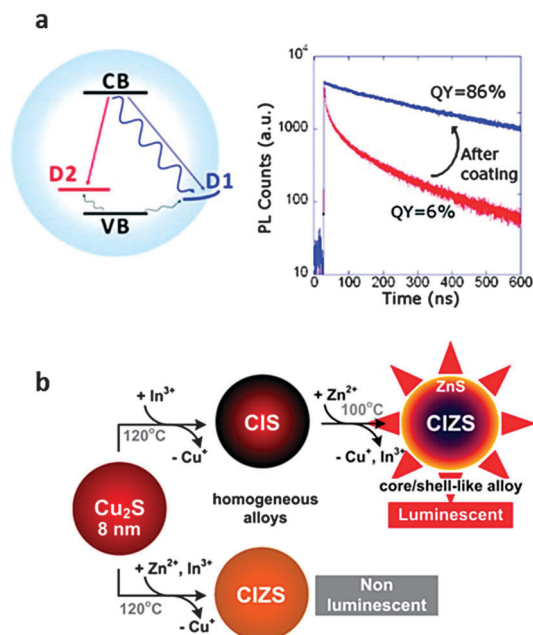 a
CB
D2
D1
VB
10⁴
1000
100
10
PL Counts (a.u.)
QY=86%
After
coating
QY=6%
0 100 200 300 400 500 600
Time (ns)
b
+ In³⁺
120°C
- Cu⁺
CIS
+ Zn²⁺
100°C
- Cu⁺, In³⁺
ZnS
CIZS
core/shell-like alloy
Luminescent
Cu₂S
8 nm
homogeneous
alloys
+ Zn²⁺, In³⁺
120°C
- Cu⁺
CIZS
Non
luminescent